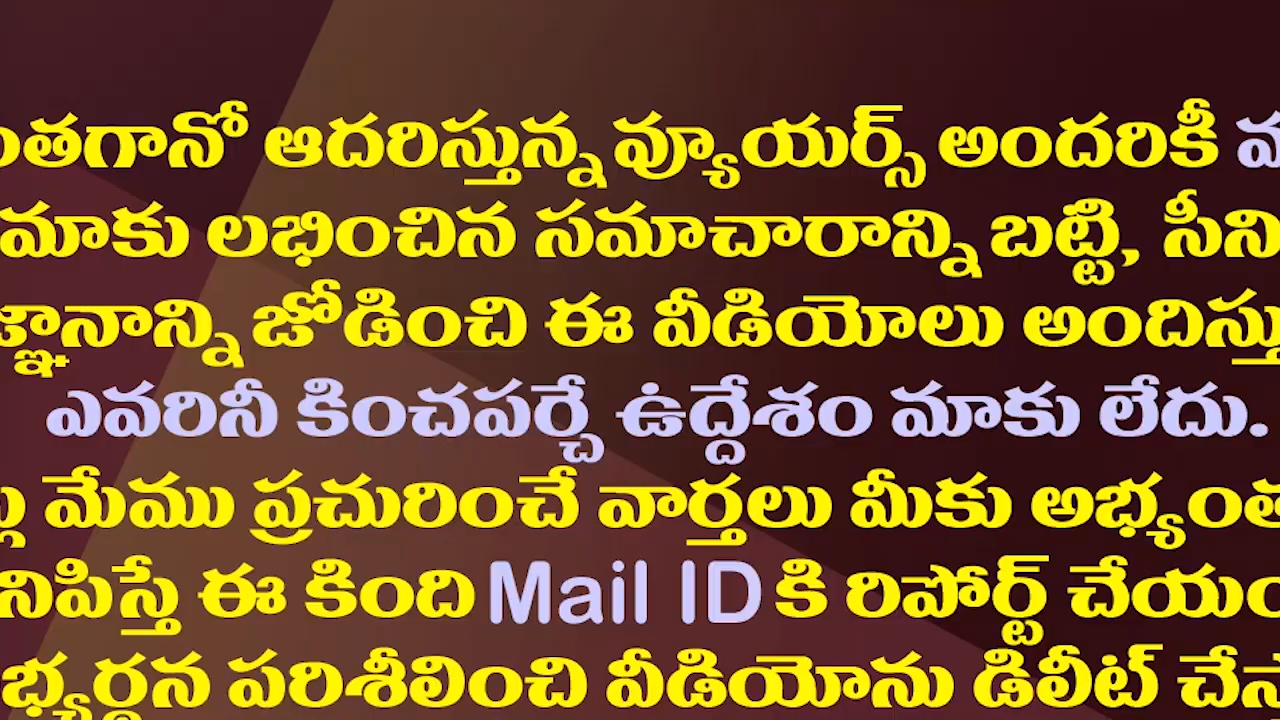 ంతగానో ఆదరిస్తున్న వ్యూయర్స్ అందరికీ
మాకు లభించిన సమాచారాన్ని బట్టి, సీని
జ్ఞానాన్ని జోడించి ఈ వీడియోలు అందిస్తు
ఎవరినీ కించపర్చే ఉద్దేశం మాకు లేదు.
మేము ప్రచురించే వార్తలు మీకు అభ్యంత
నిపిస్తే ఈ కింది Mail ID కి రిపోర్ట్ చేయం
భ్యర్థన పరిశీలించి వీడియోను డిలీట్ చేస